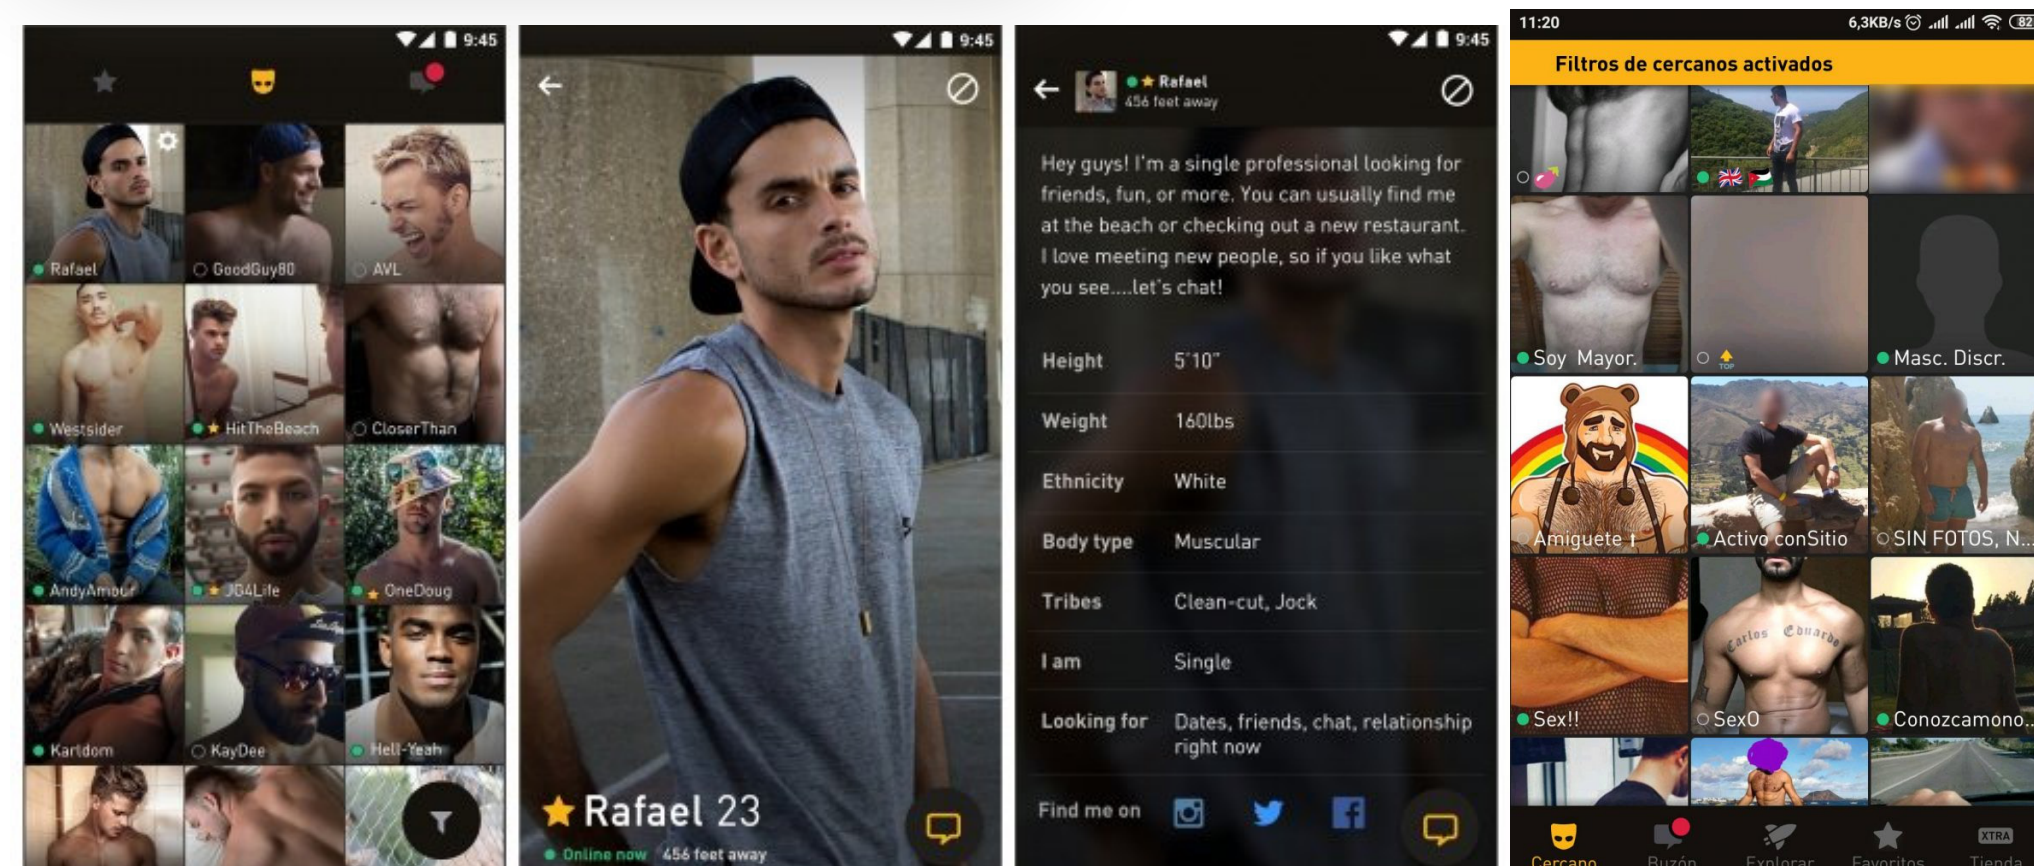 9:45
Rafael
GoodGuy80
AVL
Westsider
HitTheBeach
CloserThan
AndyAmour
JG4Life
OneDoug
Karldom
KayDee
Hell-Yeah
9:45
Rafael 23
Online now 456 feet away
9:45
Rafael
456 feet away
Hey guys! I'm a single professional looking for
friends, fun, or more. You can usually find me
at the beach or checking out a new restaurant.
I love meeting new people, so if you like what
you see....let's chat!
Height 5'10"
Weight 160lbs
Ethnicity White
Body type Muscular
Tribes Clean-cut, Jock
I am Single
Looking for Dates, friends, chat, relationship
right now
Find me on
11:20 6,3KB/s 82
Filtros de cercanos activados
Soy Mayor.
TOP
Masc. Discr.
Amiguete
Activo conSitio
SIN FOTOS, N...
Carlos Eduardo
Sex!!
SexO
Conozcamono..
XTRA
Cercano Buzón Explorar Favoritos Tienda